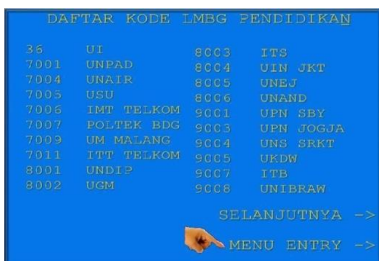 DAFTAR KODE LMBG PENDIDIKAN
36 UI
7001 UNPAD
7004 UNAIR
7005 USU
7006 IMT TELKOM
7007 POLTEK BDG
7009 UM MALANG
7011 ITT TELKOM
8001 UNDIP
8002 UGM
8003 ITS
8004 UIN JKT
8005 UNEJ
8006 UNAND
9001 UPN SBY
9003 UPN JOGJA
9004 UNS SRKT
9005 UKDW
9007 ITB
9008 UNIBRAW
SELANJUTNYA ->
MENU ENTRY ->